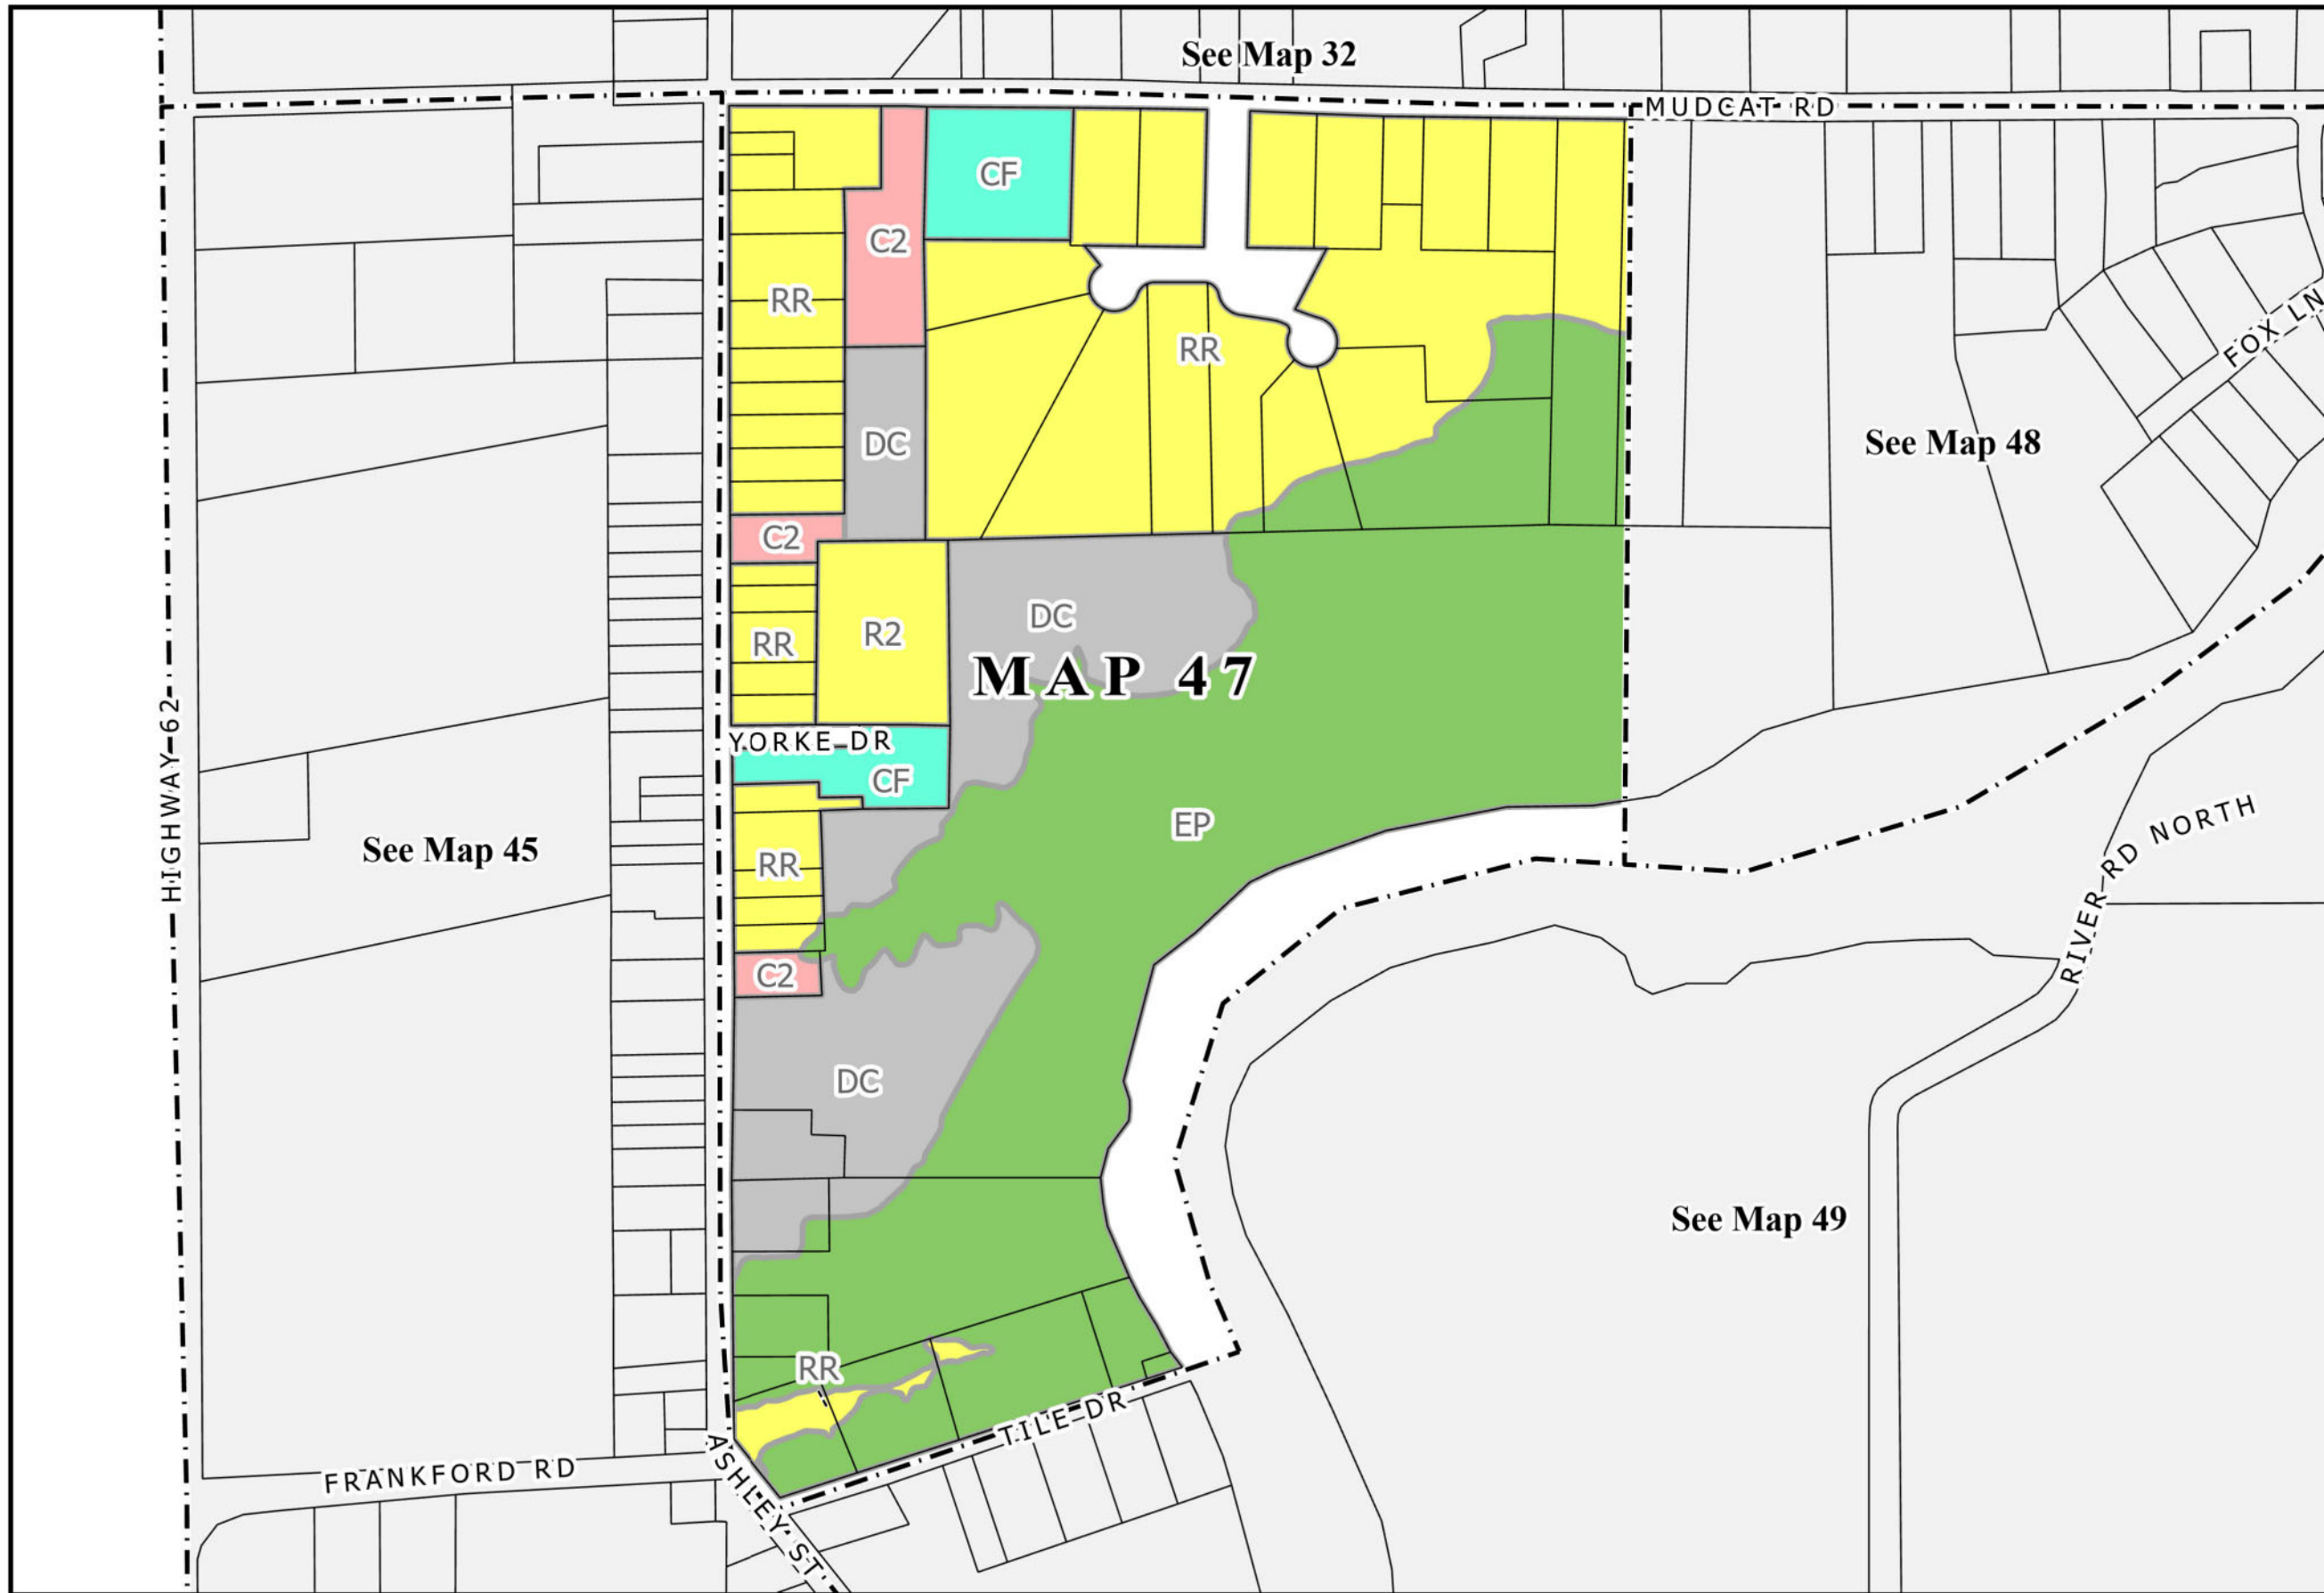 See Map 32
MUDCAT RD
CF
C2
RR
RR
FOX LN
DC
See Map 48
C2
DC
R2
RR
MAP 47
HIGHWAY 62
YORKE DR
CF
EP
RIVER RD NORTH
See Map 45
RR
C2
DC
See Map 49
RR
TILE DR
FRANKFORD RD
ASHLEY ST